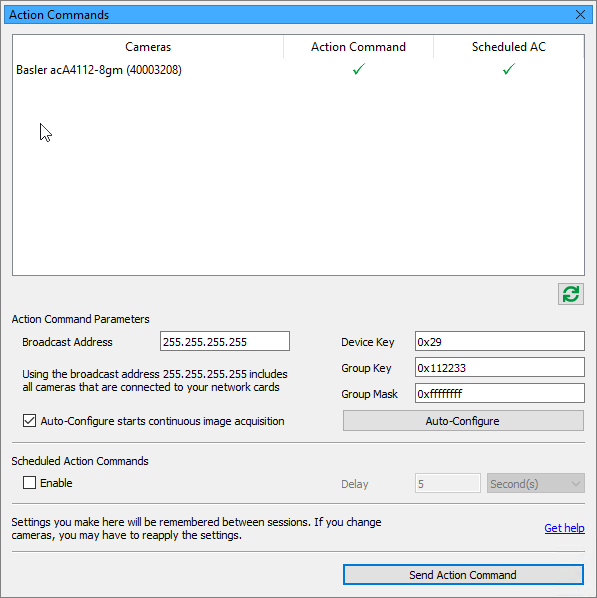 Action Commands
Cameras Action Command Scheduled AC
Basler acA4112-8gm (40003208)
Action Command Parameters
Broadcast Address 255.255.255.255 Device Key 0x29
Using the broadcast address 255.255.255.255 includes Group Key 0x112233
all cameras that are connected to your network cards Group Mask 0xffffffff
Auto-Configure starts continuous image acquisition Auto-Configure
Scheduled Action Commands
Enable Delay 5 Second(s)
Settings you make here will be remembered between sessions. If you change
cameras, you may have to reapply the settings. Get help
Send Action Command